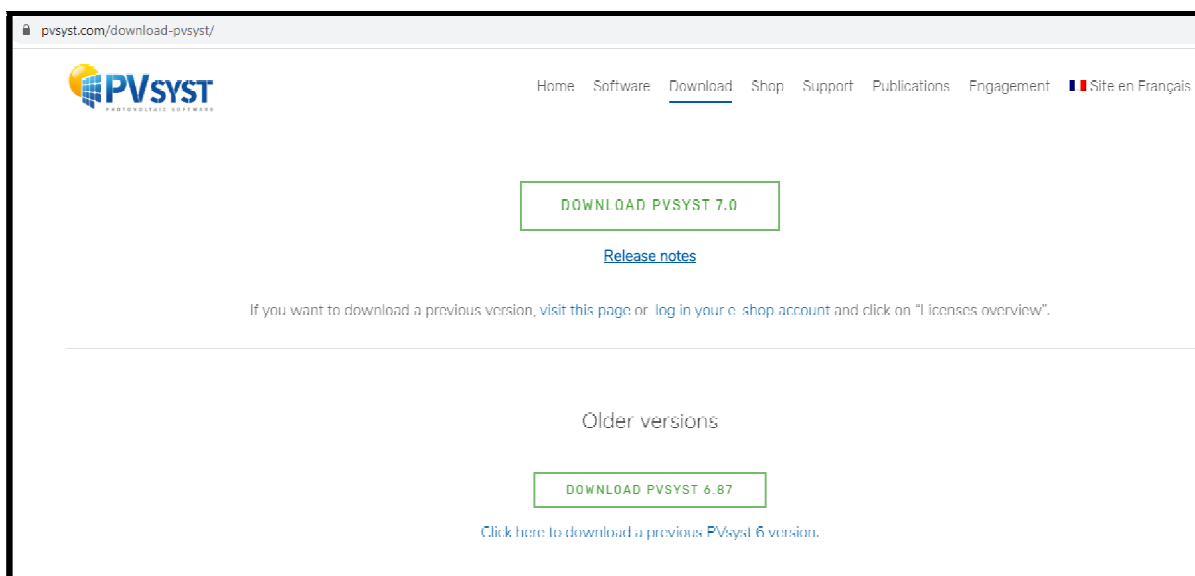 pvsyst.com/download-pvsyst/
PVSYST
PHOTOVOLTAIC SOFTWARE
Home Software Download Shop Support Publications Engagement Site en Français
DOWNLOAD PVSYST 7.0
Release notes
If you want to download a previous version, visit this page or log in your e-shop account and click on “Licenses overview”.
Older versions
DOWNLOAD PVSYST 6.87
Click here to download a previous PVsyst 6 version.